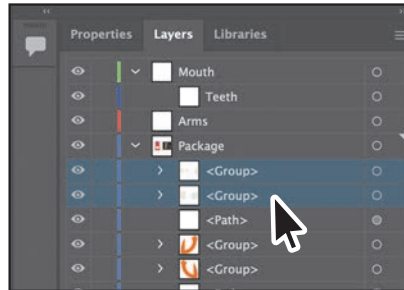 Properties Layers Libraries
Mouth
Teeth
Arms
Package
<Group>
<Group>
<Path>
<Group>
<Group>